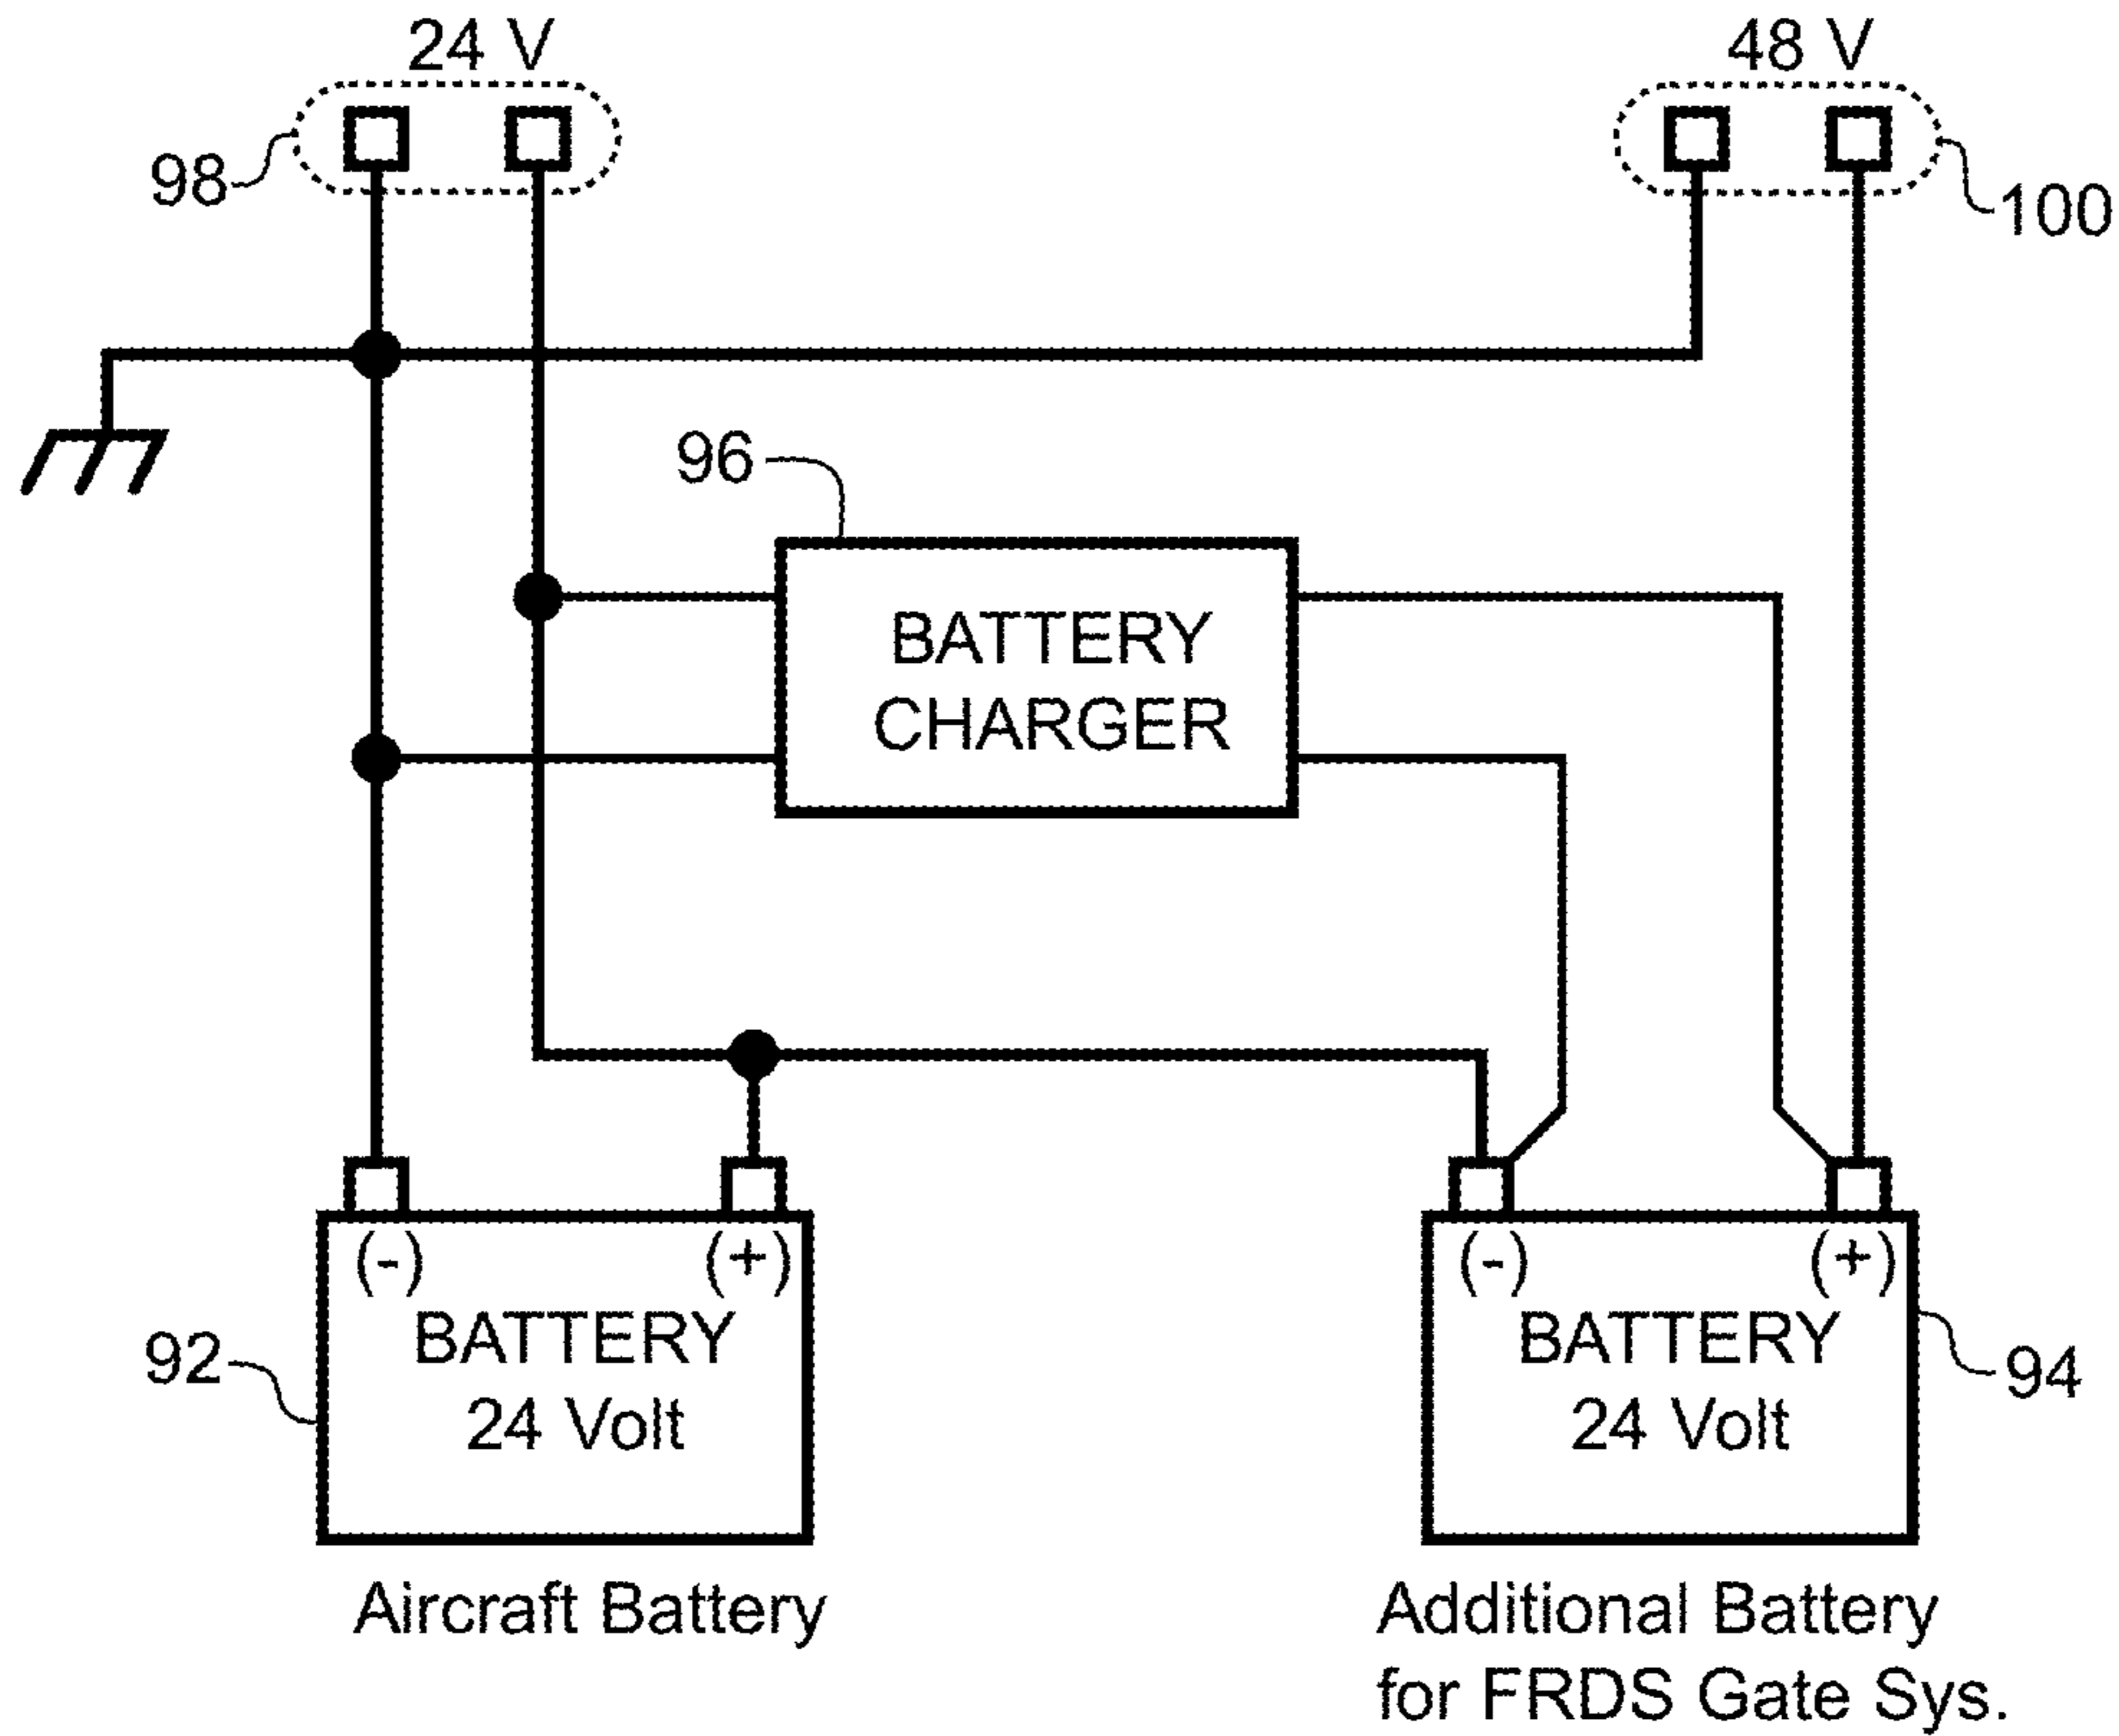 24 V
48 V
98
100
96
BATTERY
CHARGER
(-)
(+)
(-)
(+)
BATTERY
24 Volt
BATTERY
24 Volt
92
94
Aircraft Battery
Additional Battery
for FRDS Gate Sys.